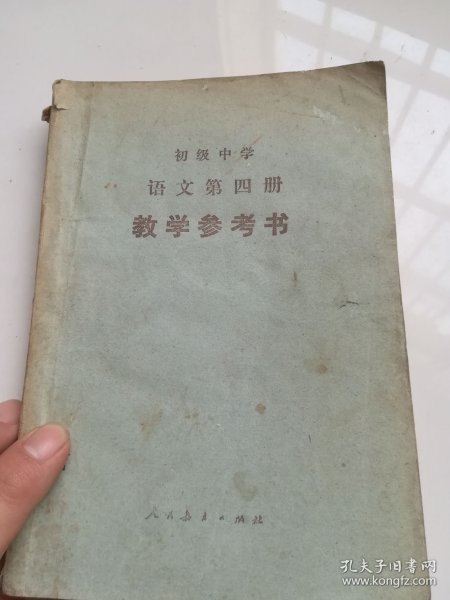 初级中学
语文第四册
教学参考书
人民教育出版社
孔夫子旧书网
www.kongfz.com